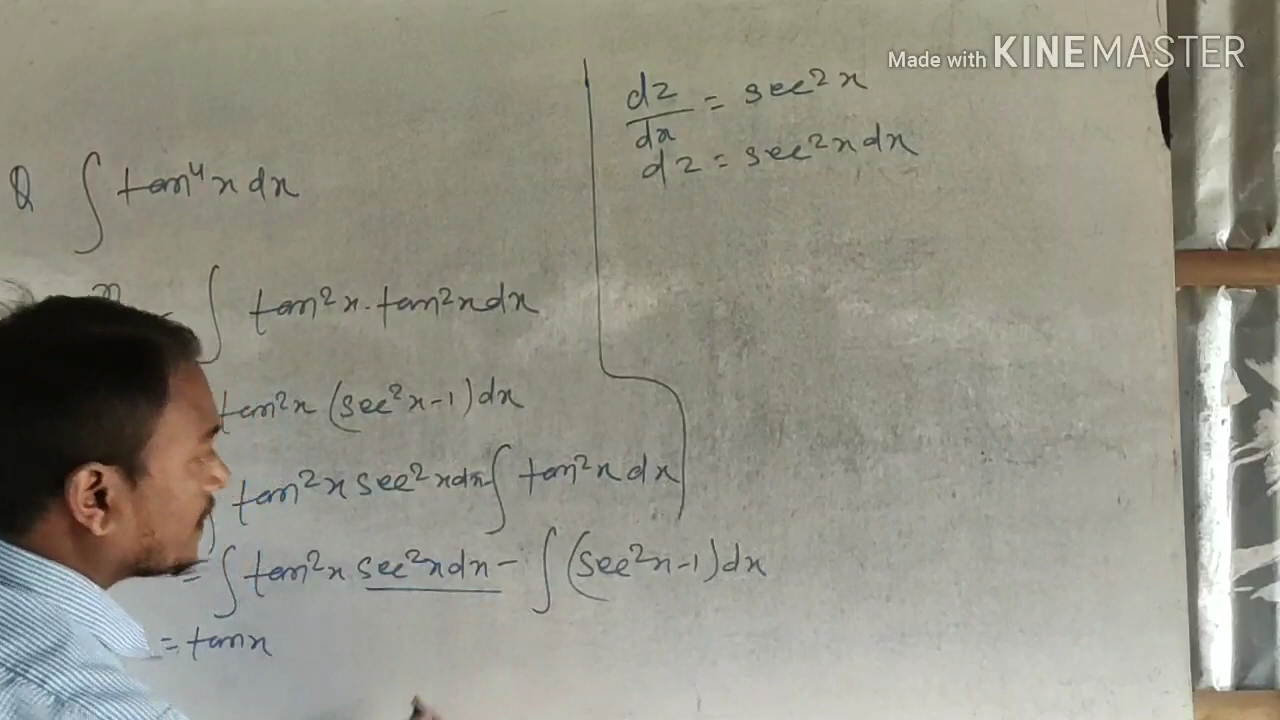 Made with KINEMASTER
dz/dx = sec²x
dz = sec²x dx
Q ∫ tan⁴x dx
= ∫ tan²x · tan²x dx
tan²x (sec²x-1) dx
∫ tan²x sec²x dx - ∫ tan²x dx
= ∫ tan²x sec²x dx - ∫ (sec²x-1) dx
= tanx